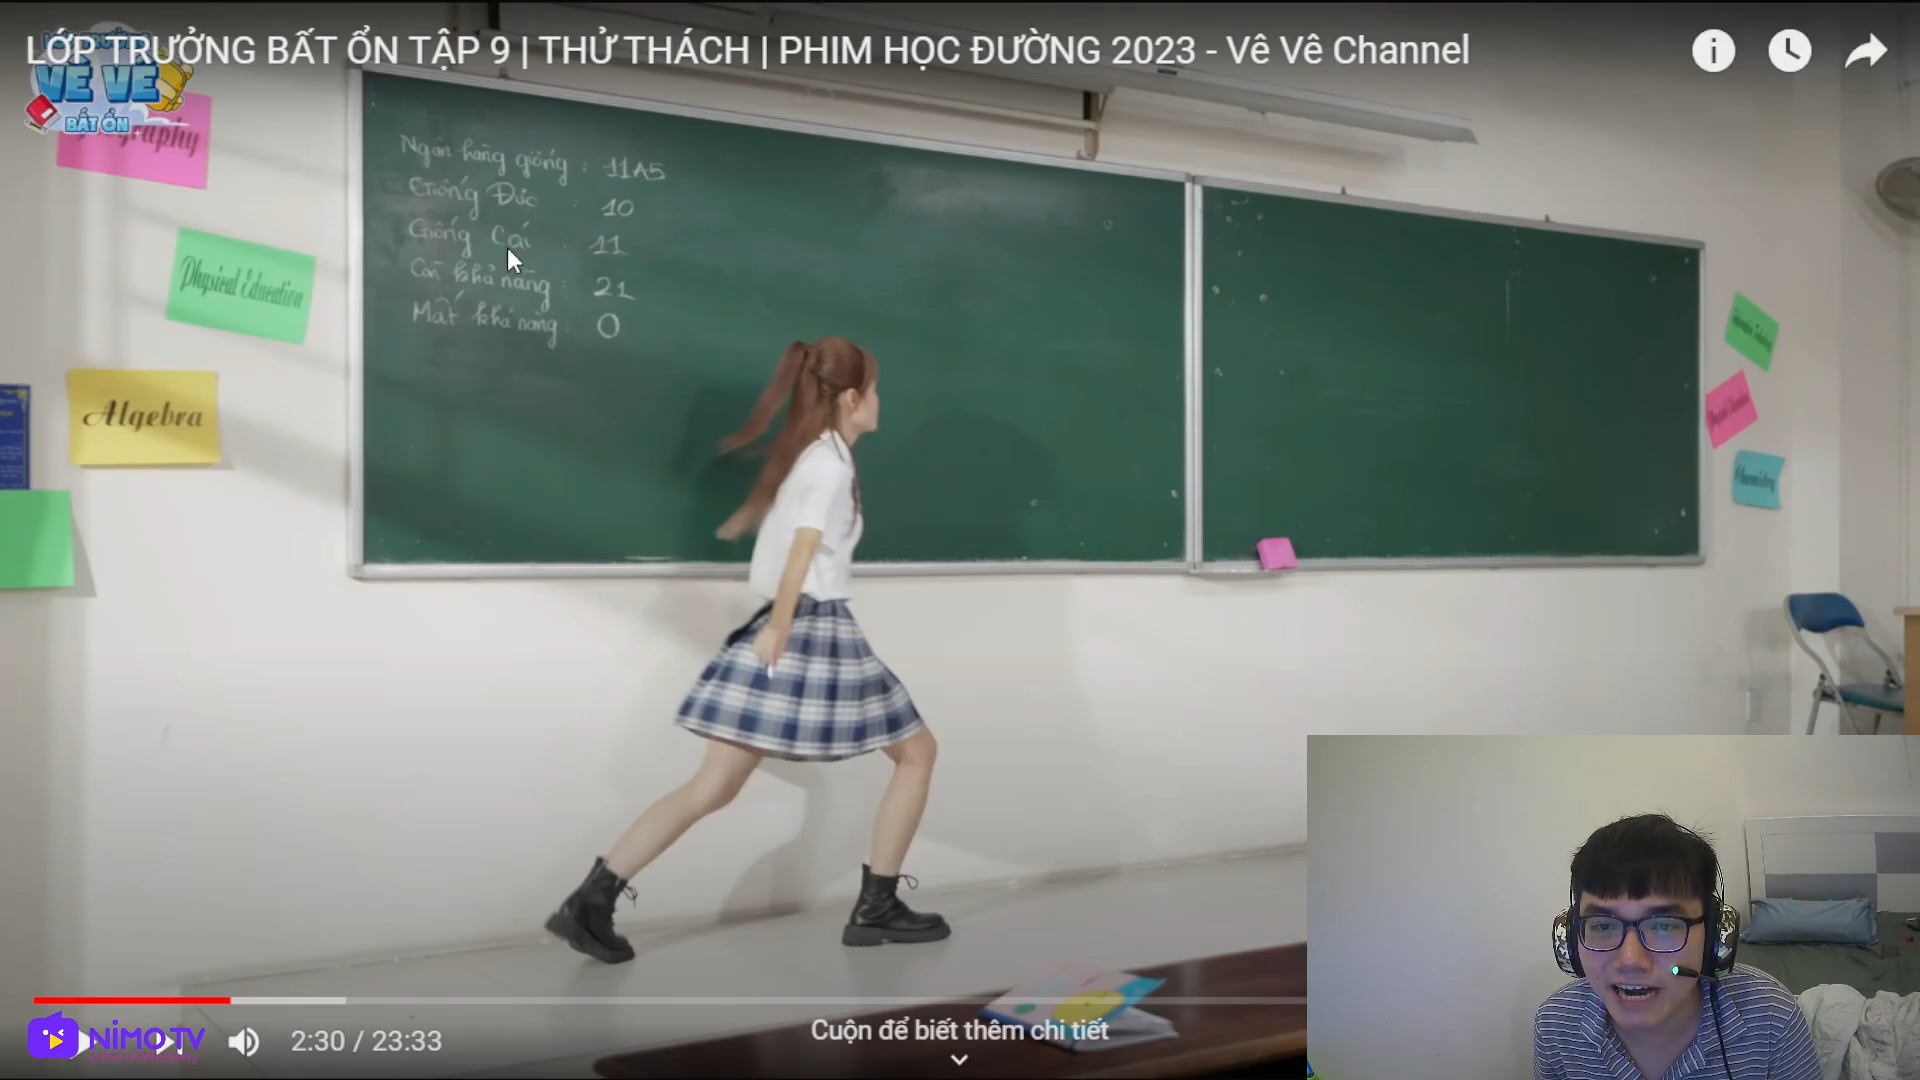 LỚP TRƯỞNG BẤT ỔN TẬP 9 | THỬ THÁCH | PHIM HỌC ĐƯỜNG 2023 - Vê Vê Channel
VÊ VÊ
BẤT ỔN
Ngân hàng giống : 11A5
Giống Đực : 10
Giống Cái : 11
Còn khả năng : 21
Mất khả năng : 0
Physical Education
Algebra
Chemistry
NIMO TV
2:30 / 23:33
Cuộn để biết thêm chi tiết